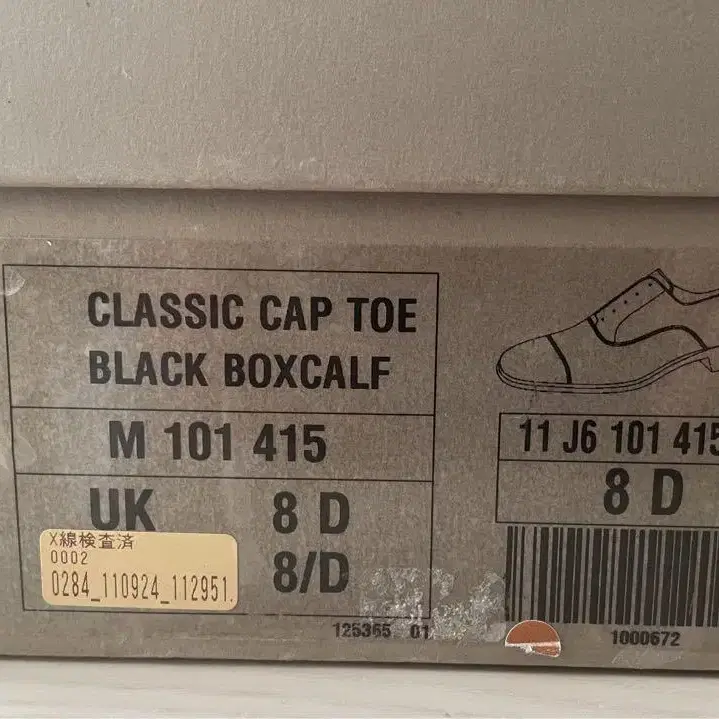 CLASSIC CAP TOE
BLACK BOXCALF
M 101 415
UK 8 D
8/D
X線検査済
0002
0284_110924_112951.
125365 01
11 J6 101 415
8 D
1000672